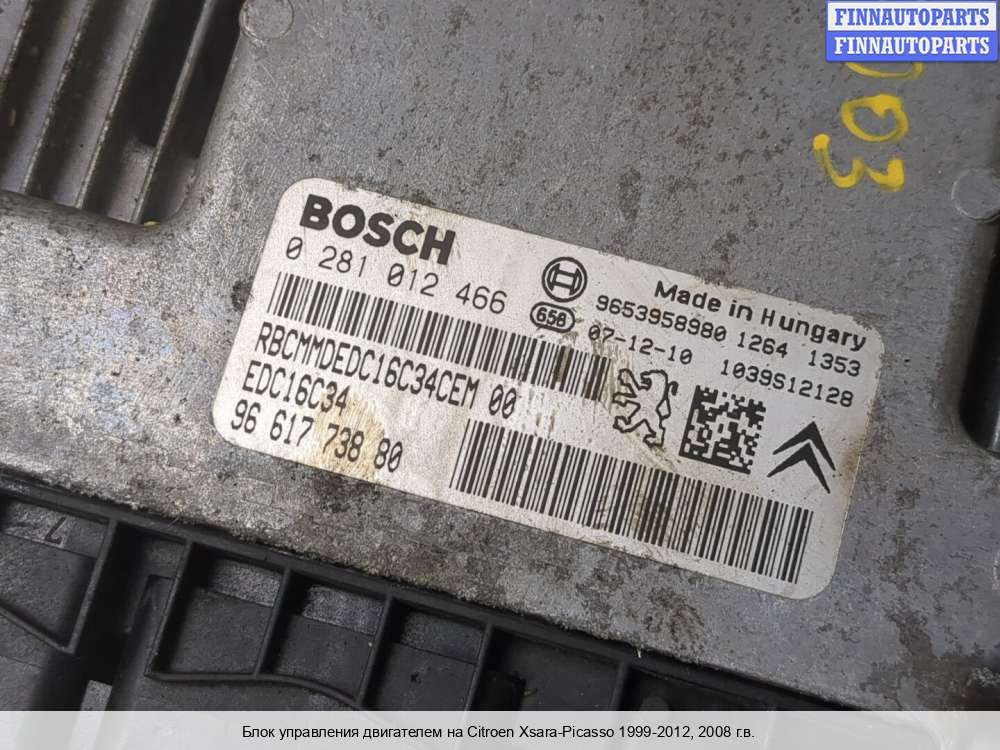 FINNAUTOPARTS
FINNAUTOPARTS
003
BOSCH
0 281 012 466
Made in Hungary
9653958980 1264 1353
656 07-12-10 1039S12128
RBCMMDEDC16C34CEM 00
EDC16C34
96 617 738 80
Блок управления двигателем на Citroen Xsara-Picasso 1999-2012, 2008 г.в.